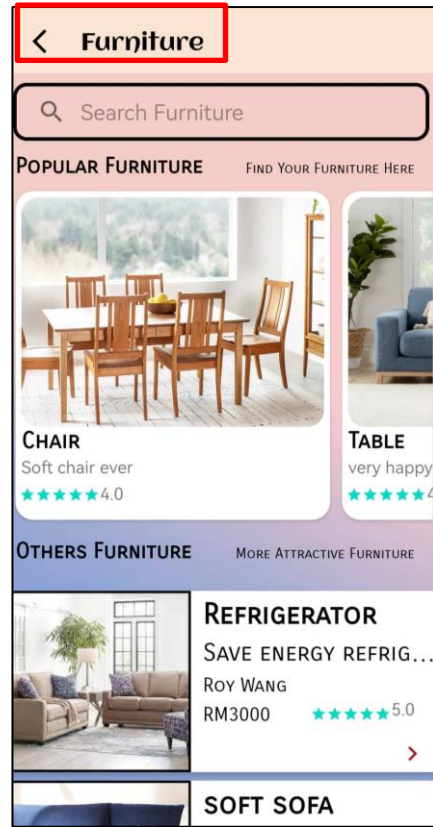 Furniture
Search Furniture
POPULAR FURNITURE FIND YOUR FURNITURE HERE
CHAIR
Soft chair ever
4.0
TABLE
very happy
4
OTHERS FURNITURE MORE ATTRACTIVE FURNITURE
REFRIGERATOR
SAVE ENERGY REFRIG...
ROY WANG
RM3000 5.0
SOFT SOFA